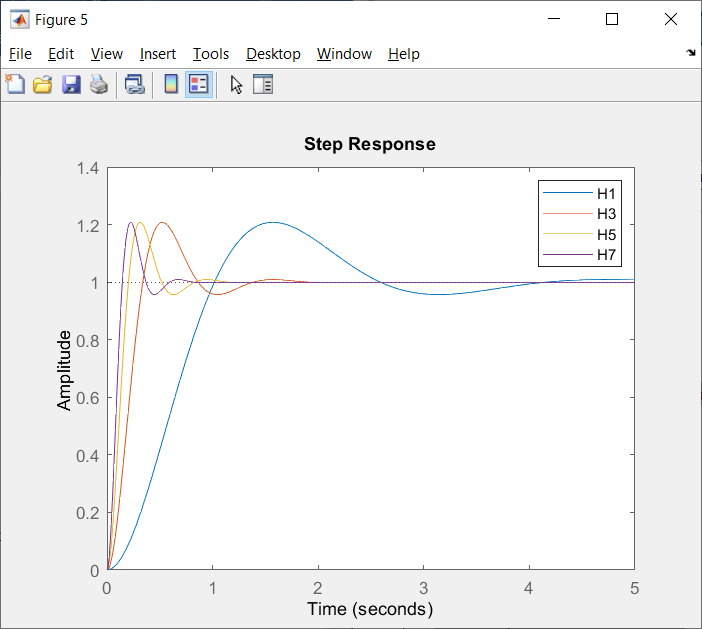 Figure 5
File Edit View Insert Tools Desktop Window Help
Step Response
1.4
1.2
1
0.8
0.6
0.4
0.2
0
Amplitude
H1
H3
H5
H7
0 1 2 3 4 5
Time (seconds)